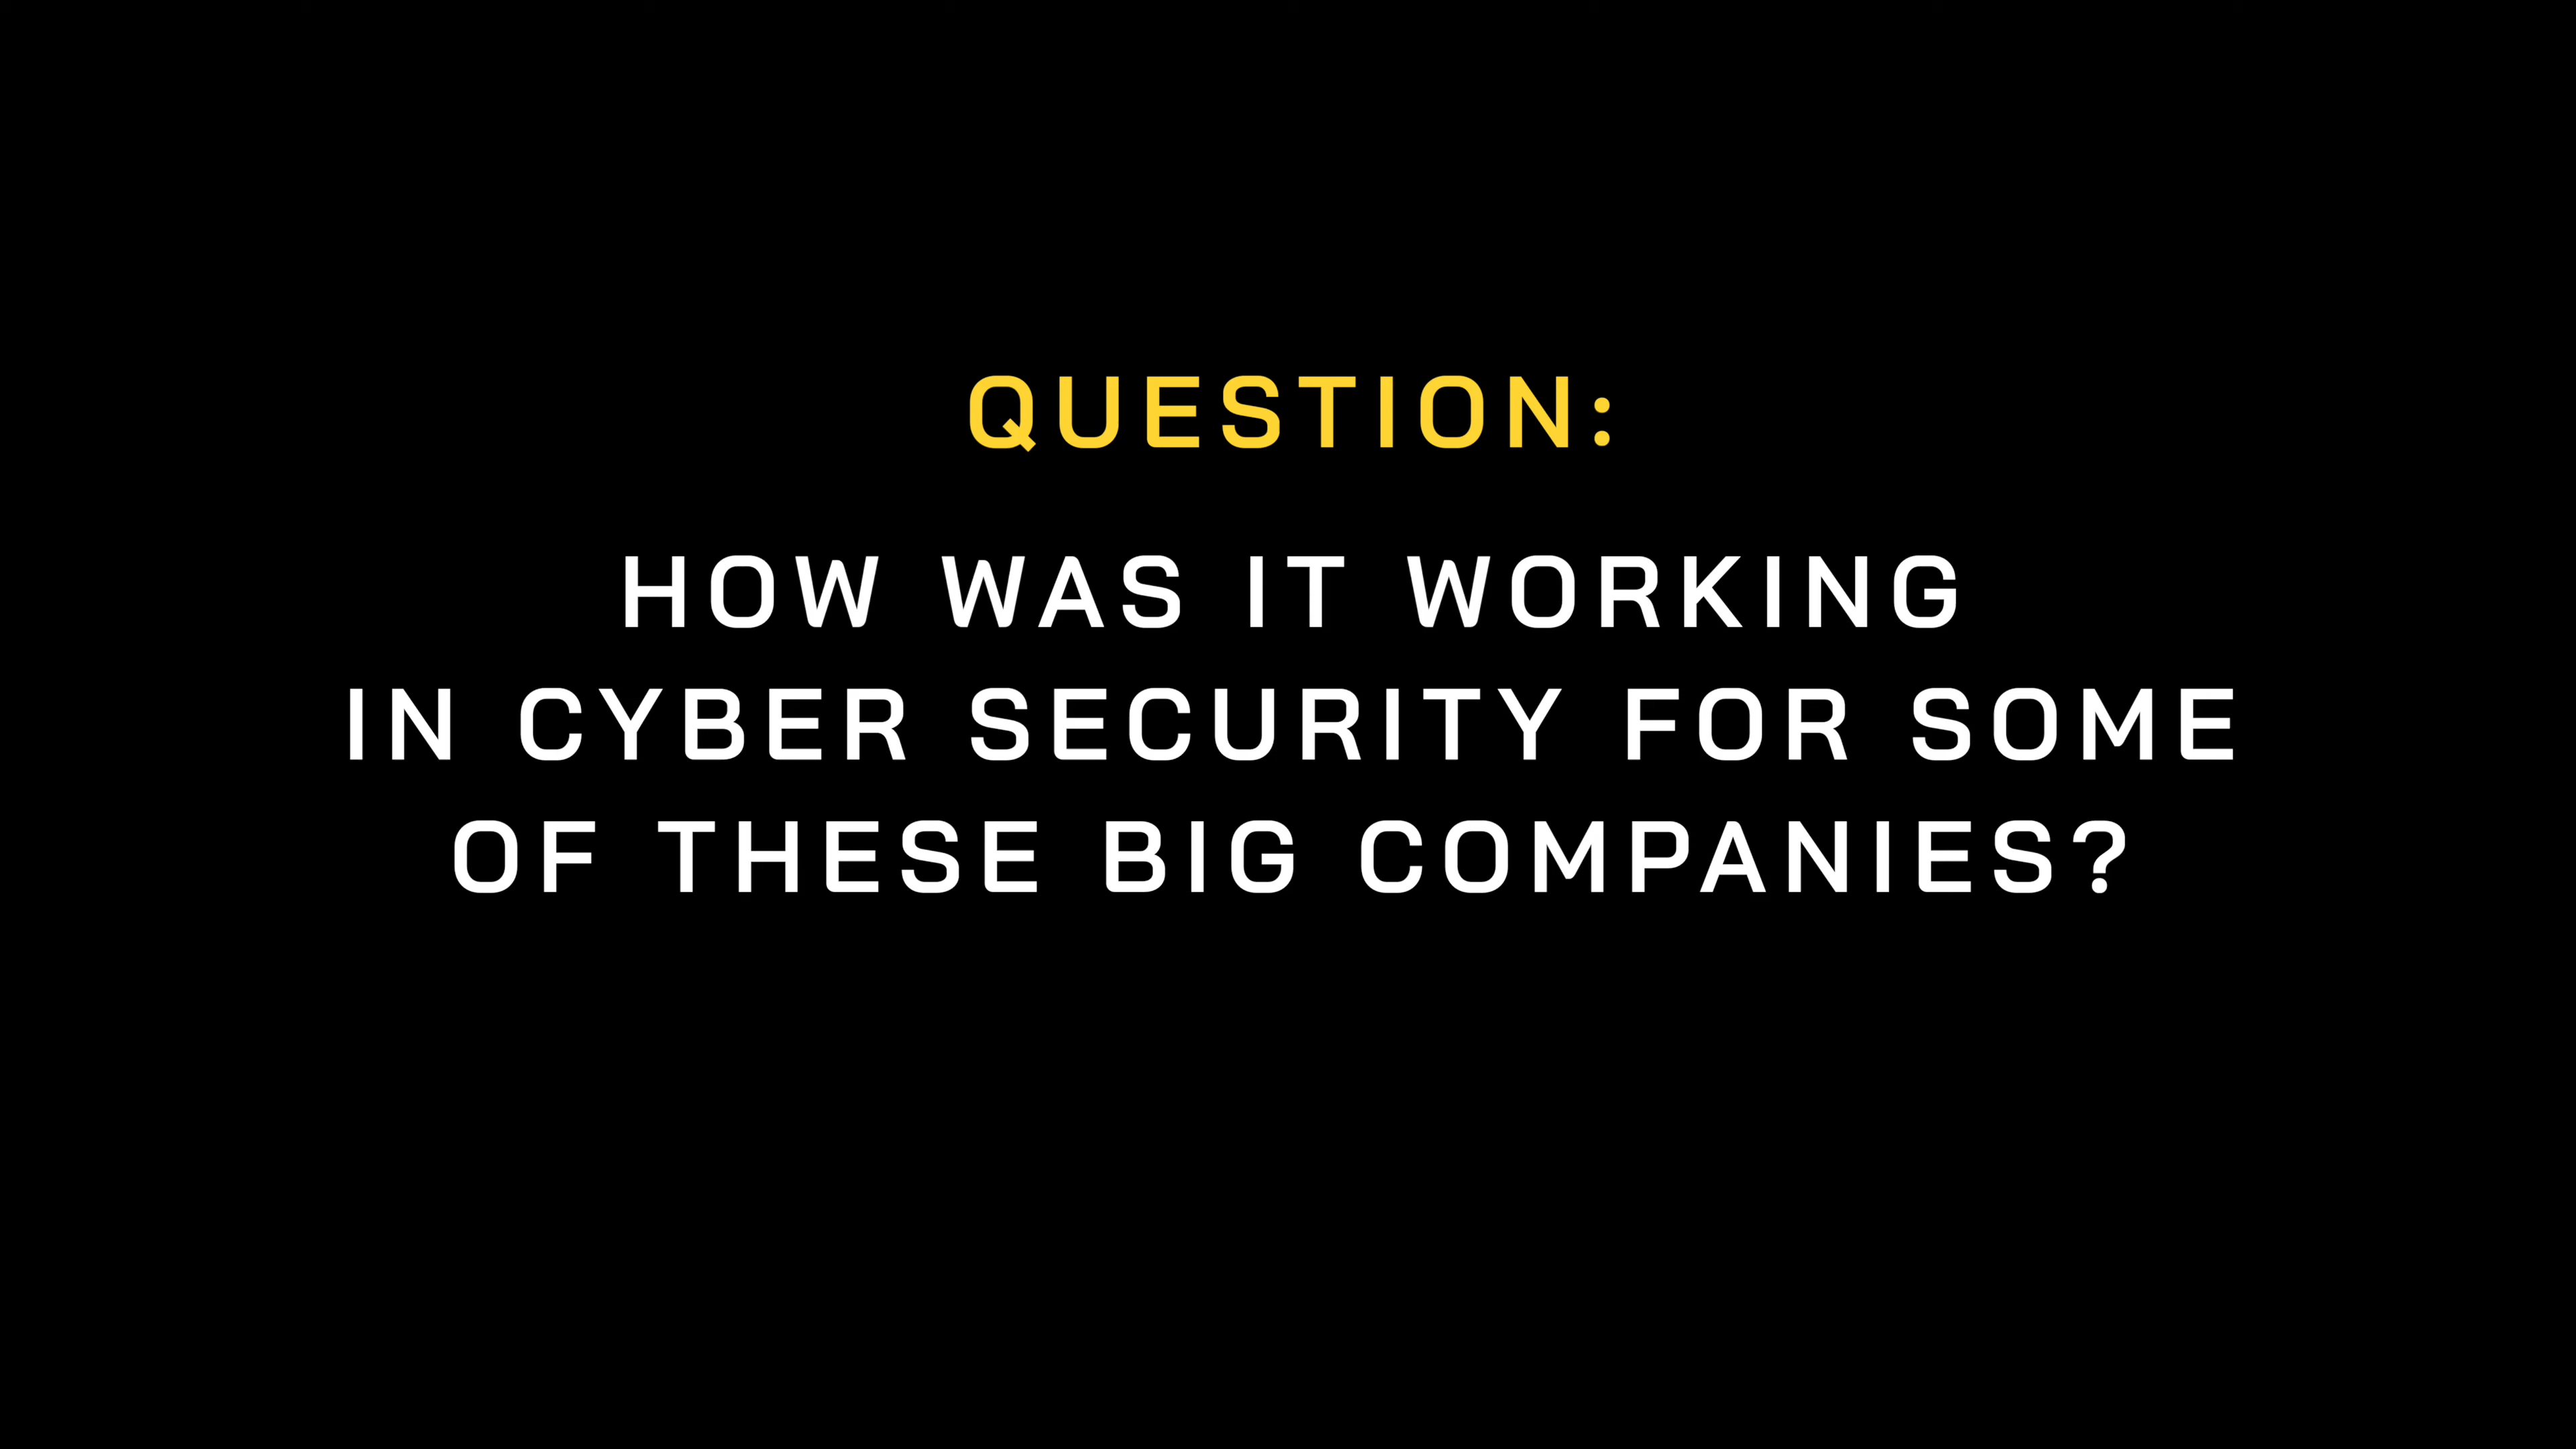 QUESTION:
HOW WAS IT WORKING
IN CYBER SECURITY FOR SOME
OF THESE BIG COMPANIES?